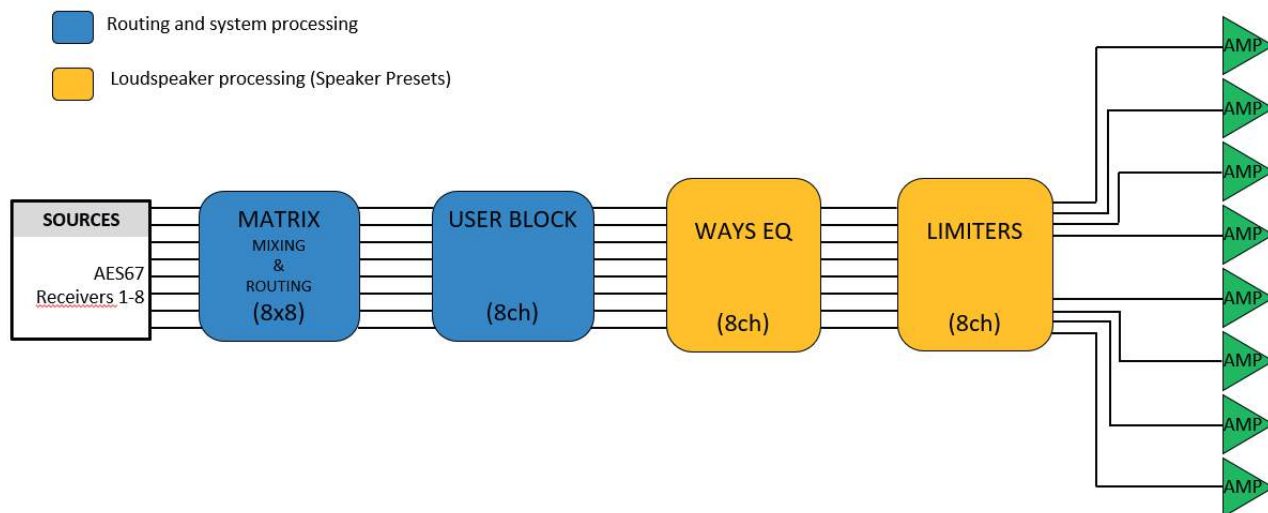 Routing and system processing
Loudspeaker processing (Speaker Presets)
SOURCES
AES67
Receivers 1-8
MATRIX
MIXING
&
ROUTING
(8x8)
USER BLOCK
(8ch)
WAYS EQ
(8ch)
LIMITERS
(8ch)
AMP
AMP
AMP
AMP
AMP
AMP
AMP
AMP